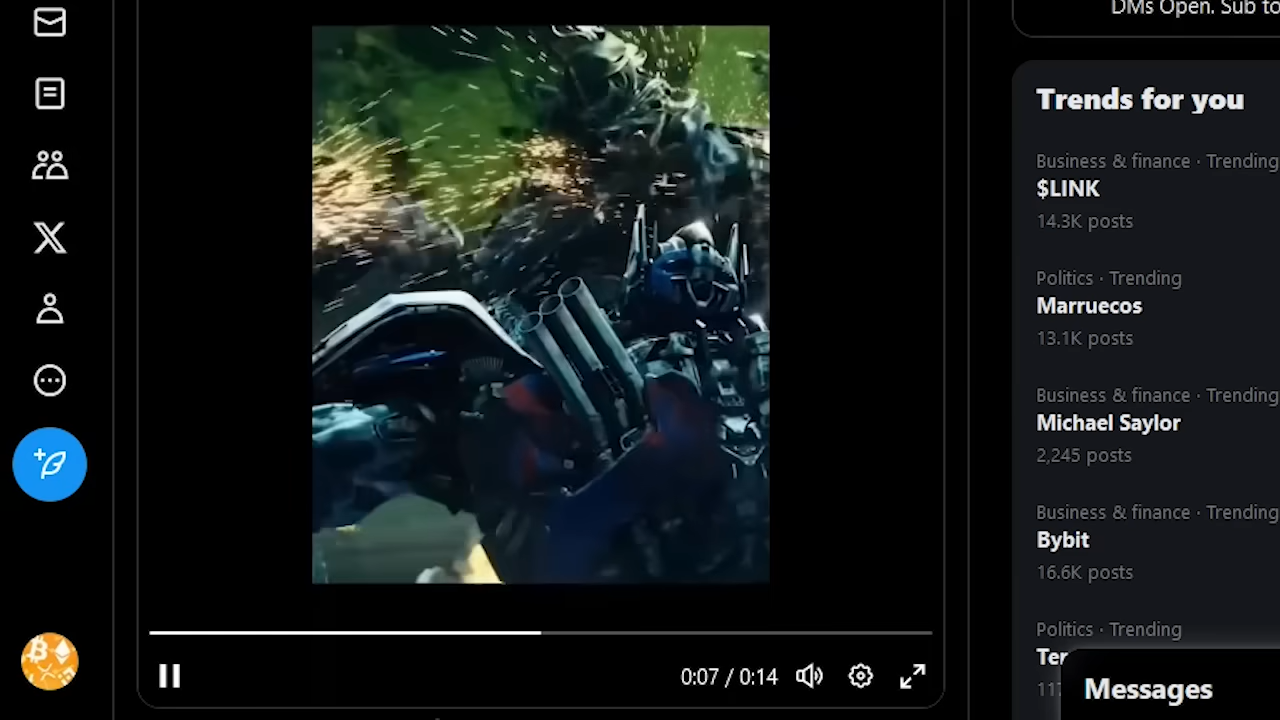 DMs Open. Sub to
Trends for you
Business & finance · Trending
$LINK
14.3K posts
Politics · Trending
Marruecos
13.1K posts
Business & finance · Trending
Michael Saylor
2,245 posts
Business & finance · Trending
Bybit
16.6K posts
Politics · Trending
Messages
0:07 / 0:14